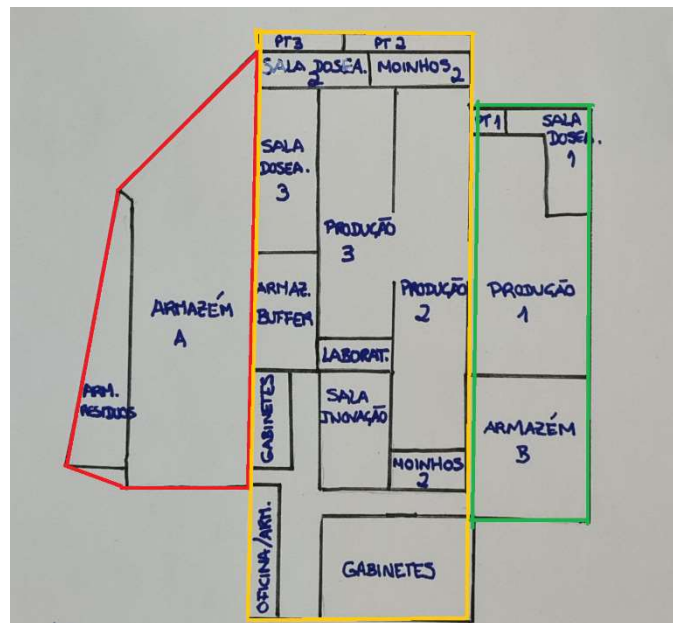 PT3
PT2
SALA DOSEA.
2
MOINHOS
2
PT1
SALA
DOSEA.
1
SALA
DOSEA.
3
PRODUÇÃO
3
ARMAZÉM
A
ARMAZ.
BUFFER
PRODUÇÃO
2
PRODUÇÃO
1
LABORAT.
ARM.
RESIDUOS
GABINETES
SALA
INOVAÇÃO
ARMAZÉM
B
MOINHOS
2
OFICINA/ARM.
GABINETES